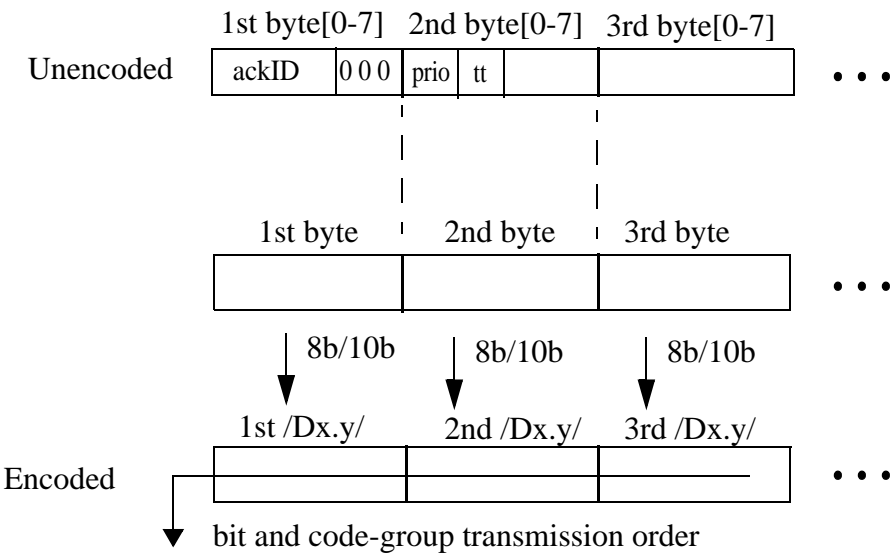 1st byte[0-7] 2nd byte[0-7] 3rd byte[0-7]
Unencoded ackID 0 0 0 prio tt • • •
1st byte 2nd byte 3rd byte
• • •
8b/10b 8b/10b 8b/10b
1st /Dx.y/ 2nd /Dx.y/ 3rd /Dx.y/
Encoded • • •
bit and code-group transmission order